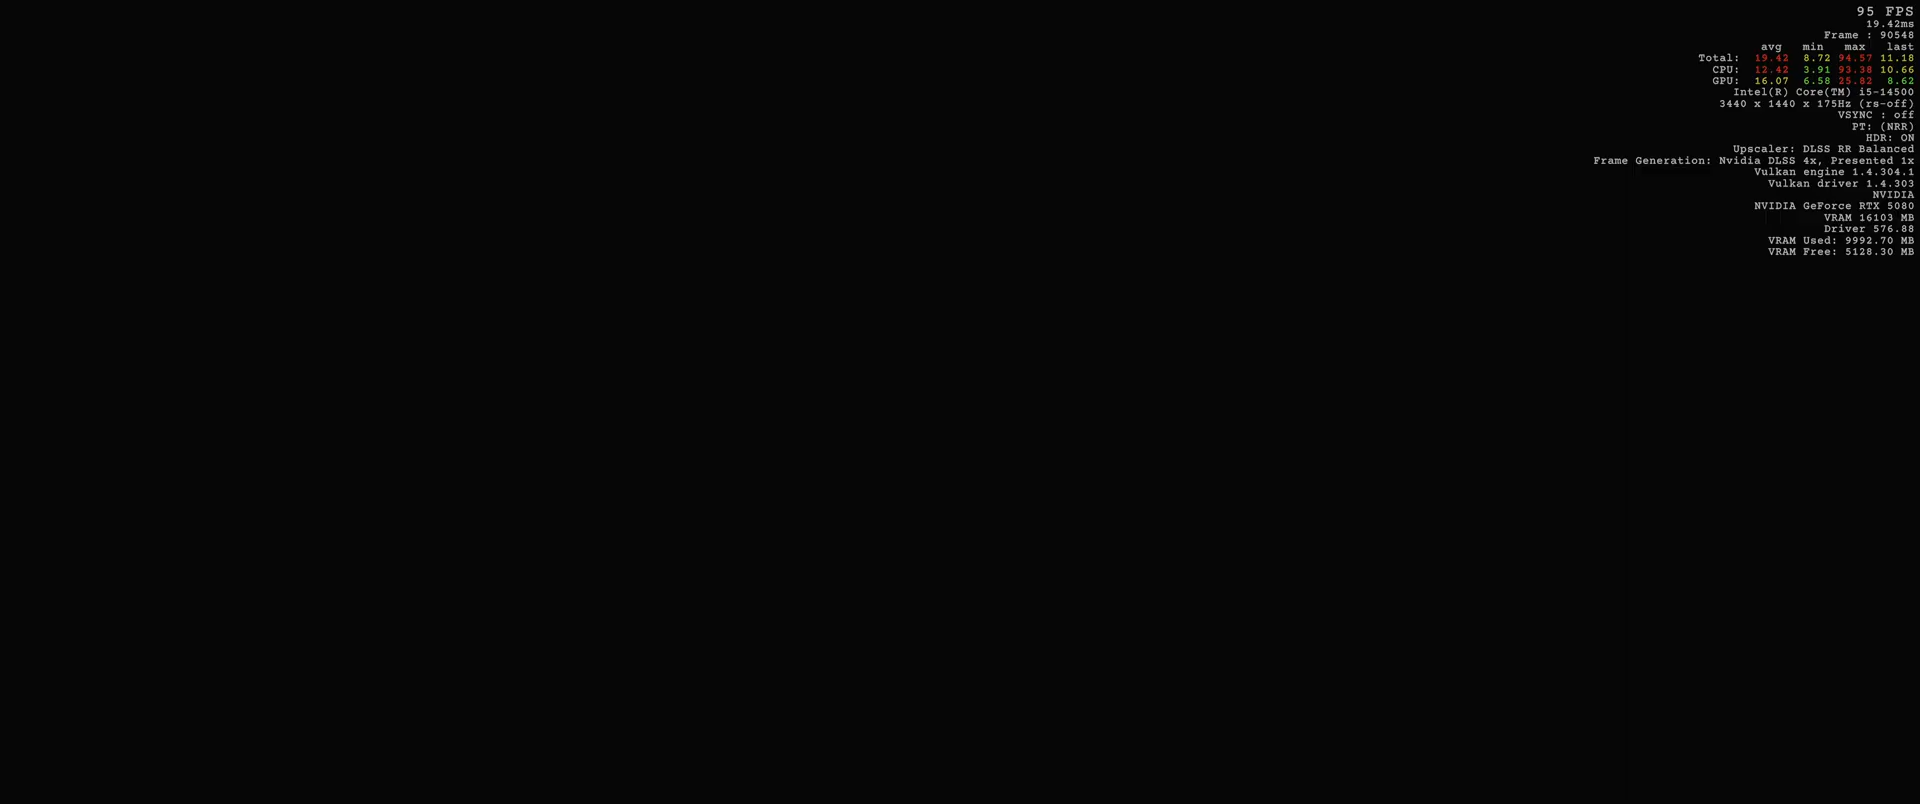 95 FPS
19.42ms
Frame : 90548
avg min max last
Total: 19.42 8.72 94.57 11.18
CPU: 12.42 3.91 93.38 10.66
GPU: 16.07 6.58 25.82 8.62
Intel(R) Core(TM) i5-14500
3440 x 1440 x 175Hz (rs-off)
VSYNC : off
PT: (NRR)
HDR: ON
Upscaler: DLSS RR Balanced
Frame Generation: Nvidia DLSS 4x, Presented 1x
Vulkan engine 1.4.304.1
Vulkan driver 1.4.303
NVIDIA
NVIDIA GeForce RTX 5080
VRAM 16103 MB
Driver 576.88
VRAM Used: 9992.70 MB
VRAM Free: 5128.30 MB